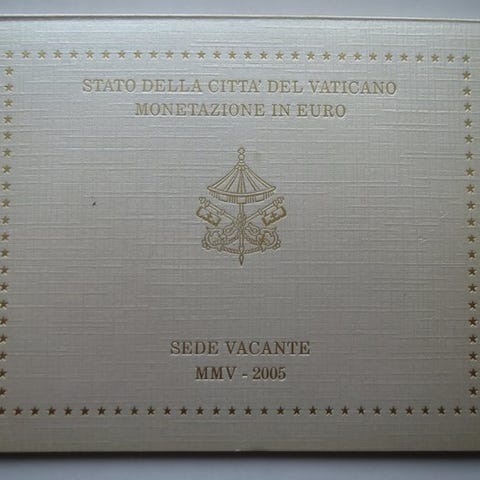 STATO DELLA CITTA' DEL VATICANO
MONETAZIONE IN EURO
SEDE VACANTE
MMV - 2005